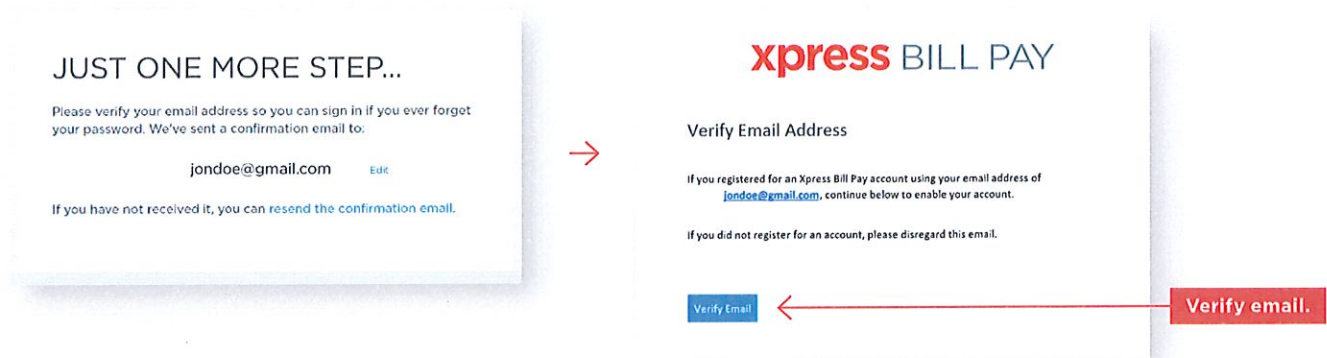 JUST ONE MORE STEP...
Please verify your email address so you can sign in if you ever forget
your password. We've sent a confirmation email to:
jondoe@gmail.com Edit
If you have not received it, you can resend the confirmation email.
xpress BILL PAY
Verify Email Address
If you registered for an Xpress Bill Pay account using your email address of
jondoe@gmail.com, continue below to enable your account.
If you did not register for an account, please disregard this email.
Verify Email
Verify email.